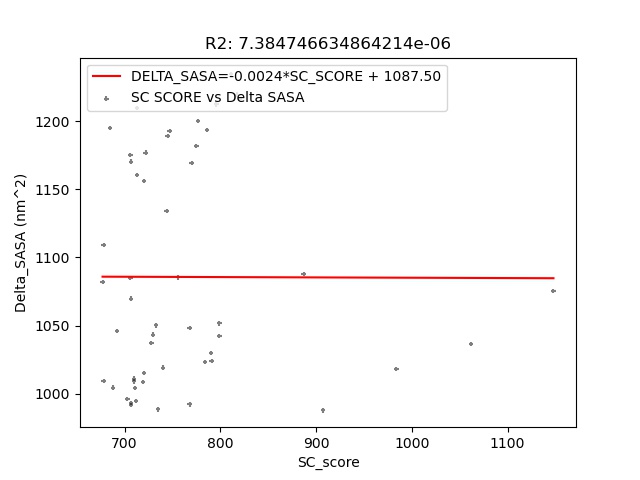 R2: 7.384746634864214e-06
DELTA_SASA=-0.0024*SC_SCORE + 1087.50
SC SCORE vs Delta SASA
Delta_SASA (nm^2)
1200
1150
1100
1050
1000
700 800 900 1000 1100
SC_score